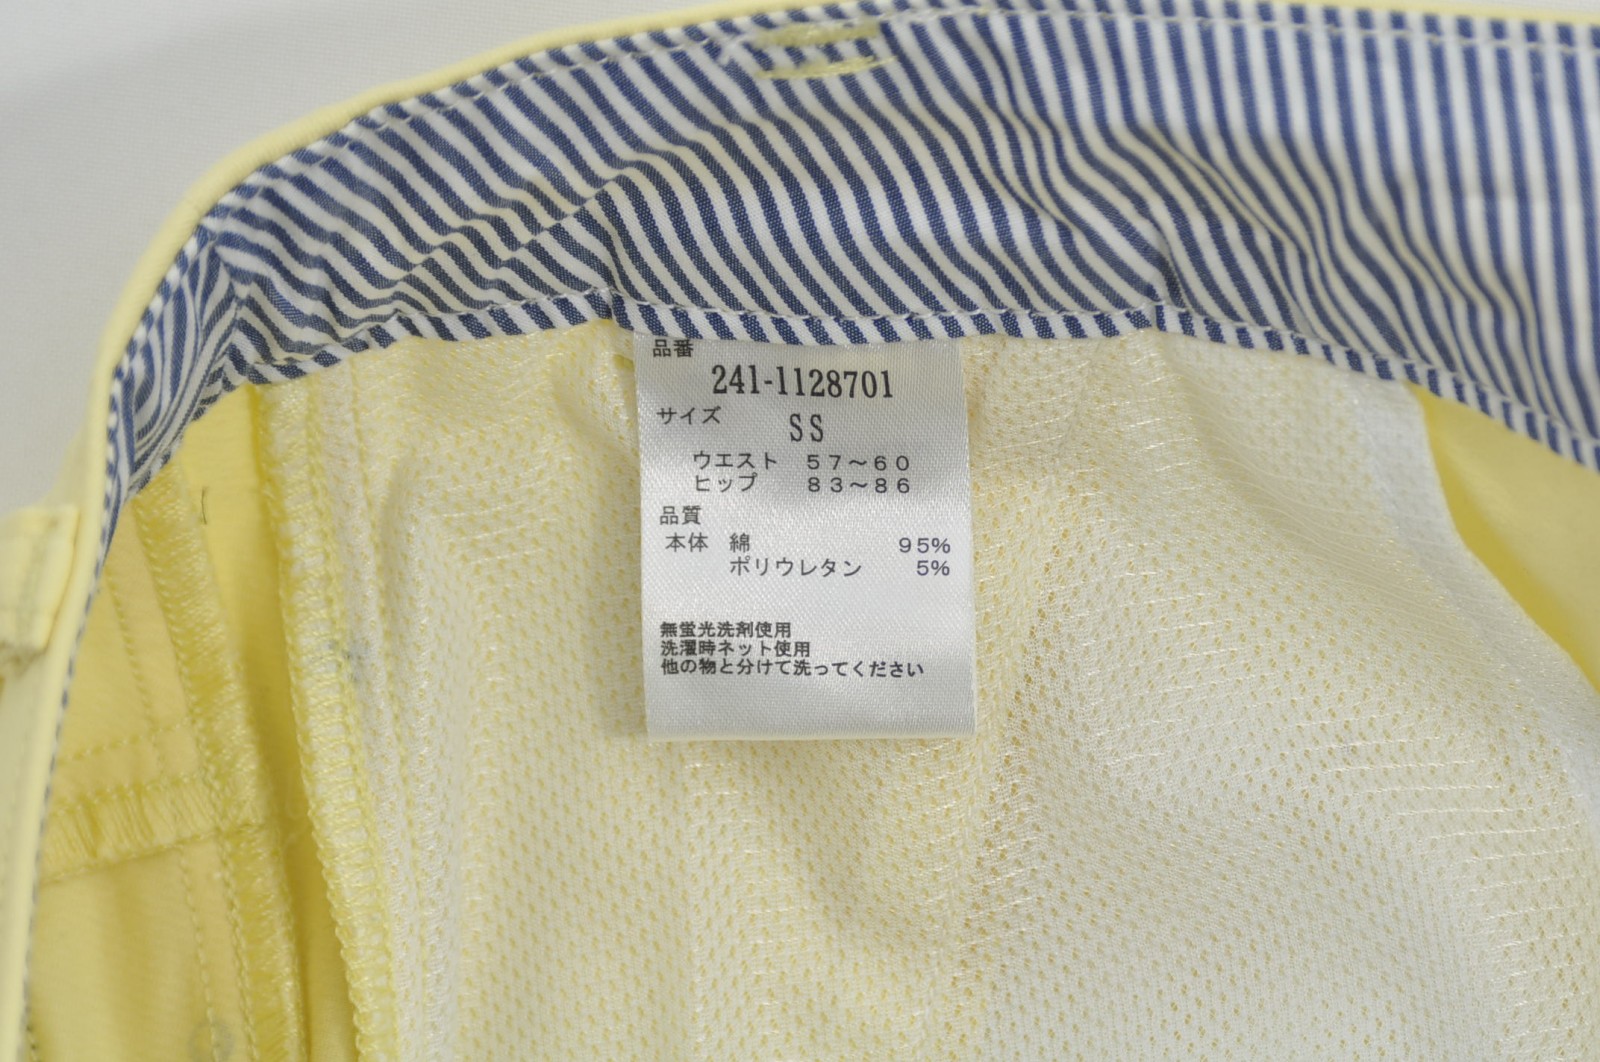 品番
241-1128701
サイズ
SS
ウエスト 57〜60
ヒップ 83〜86
品質
本体 綿 95%
ポリウレタン 5%
無蛍光洗剤使用
洗濯時ネット使用
他の物と分けて洗ってください